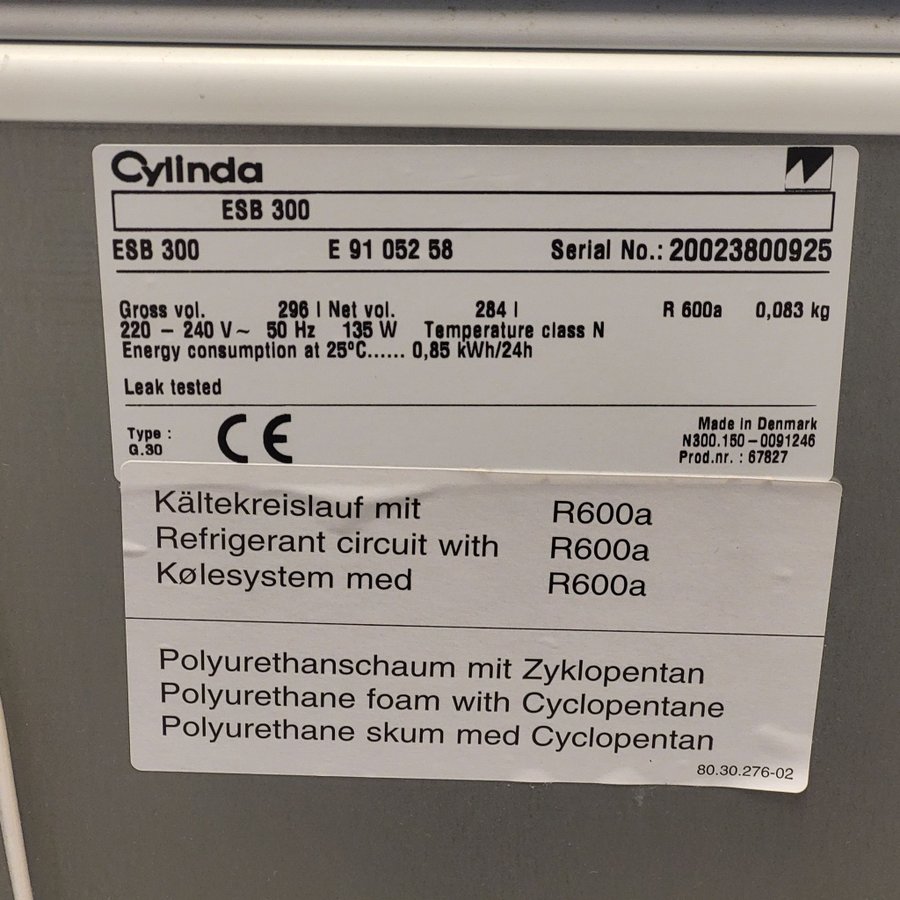 Cylinda
ESB 300
ESB 300 E 91 052 58 Serial No.: 20023800925
Gross vol. 296 l Net vol. 284 l R 600a 0,083 kg
220 – 240 V~ 50 Hz 135 W Temperature class N
Energy consumption at 25ºC...... 0,85 kWh/24h
Leak tested
Type :
G.30
CE
Made in Denmark
N300.150–0091246
Prod.nr. : 67827
Kältekreislauf mit R600a
Refrigerant circuit with R600a
Kølesystem med R600a
Polyurethanschaum mit Zyklopentan
Polyurethane foam with Cyclopentane
Polyurethane skum med Cyclopentan
80.30.276-02